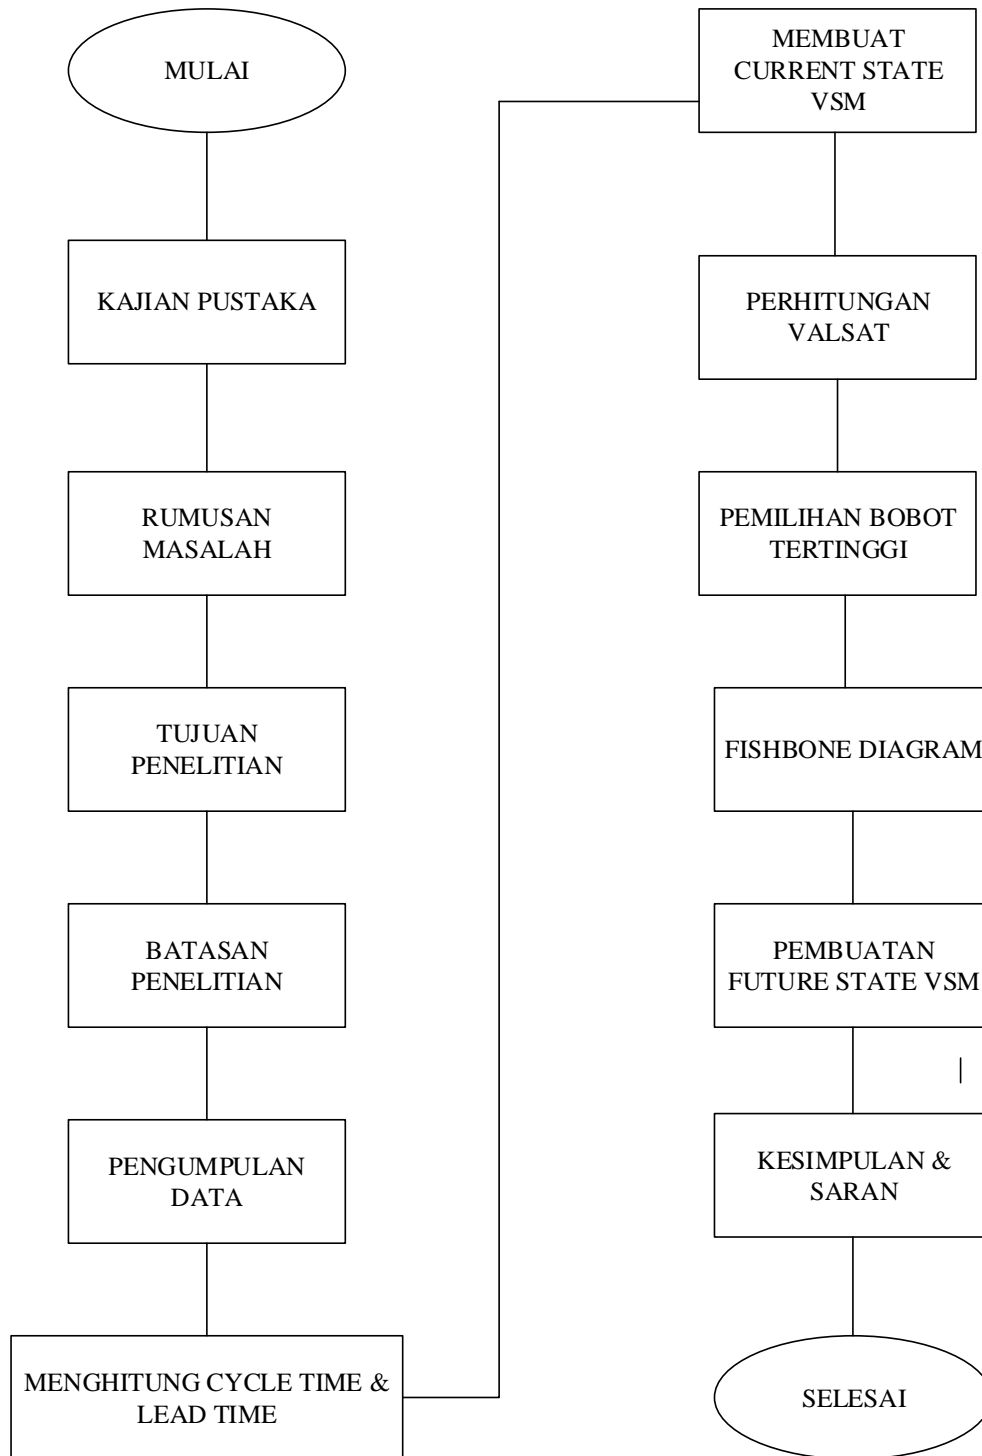 MULAI
KAJIAN PUSTAKA
RUMUSAN
MASALAH
TUJUAN
PENELITIAN
BATASAN
PENELITIAN
PENGUMPULAN
DATA
MENGHITUNG CYCLE TIME &
LEAD TIME
MEMBUAT
CURRENT STATE
VSM
PERHITUNGAN
VALSAT
PEMILIHAN BOBOT
TERTINGGI
FISHBONE DIAGRAM
PEMBUATAN
FUTURE STATE VSM
KESIMPULAN &
SARAN
SELESAI